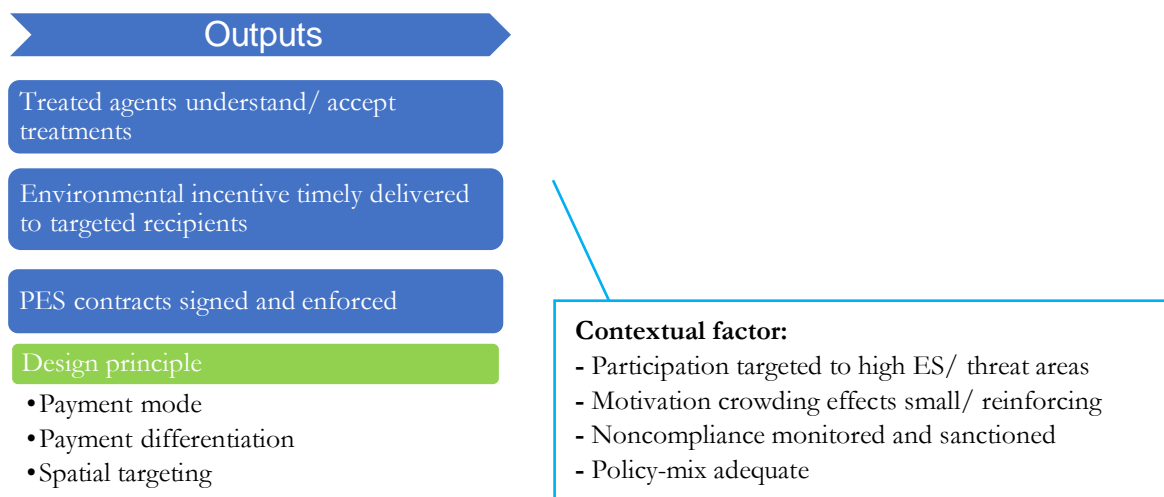 Outputs
Treated agents understand/ accept
treatments
Environmental incentive timely delivered
to targeted recipients
PES contracts signed and enforced
Design principle
•Payment mode
•Payment differentiation
•Spatial targeting
Contextual factor:
- Participation targeted to high ES/ threat areas
- Motivation crowding effects small/ reinforcing
- Noncompliance monitored and sanctioned
- Policy-mix adequate